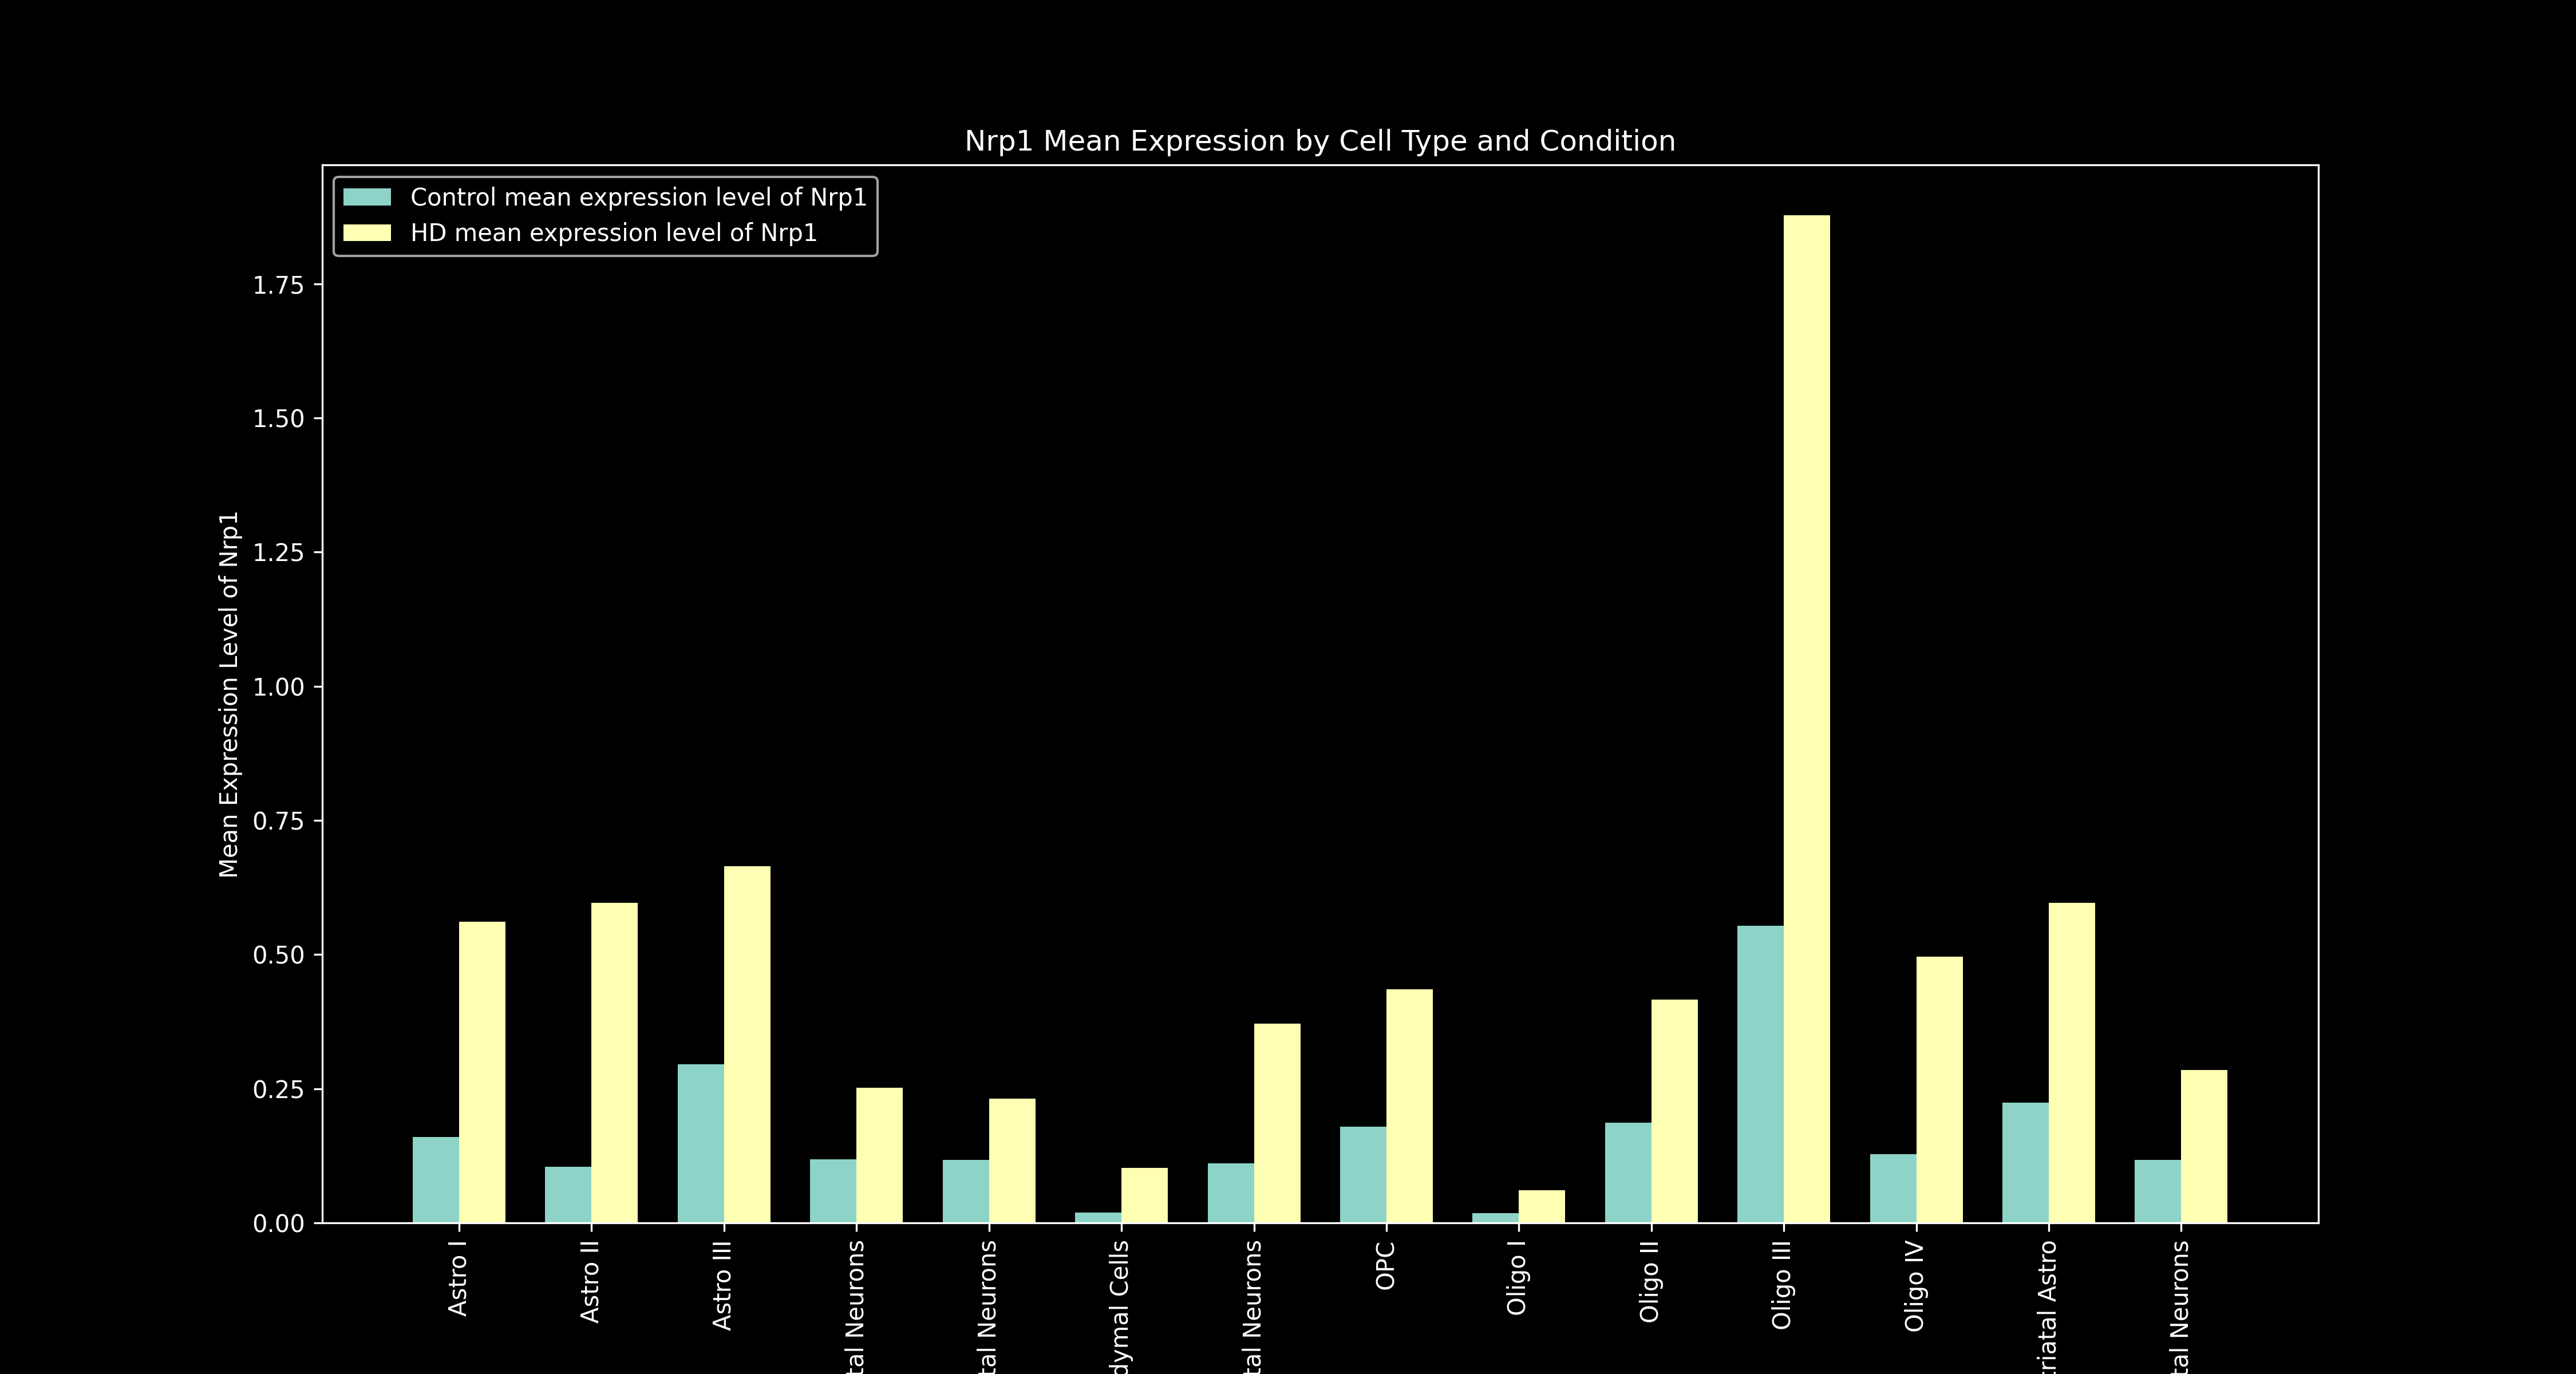 Nrp1 Mean Expression by Cell Type and Condition
Control mean expression level of Nrp1
HD mean expression level of Nrp1
Mean Expression Level of Nrp1
1.75
1.50
1.25
1.00
0.75
0.50
0.25
0.00
Astro I
Astro II
Astro III
Neurons
Neurons
Cells
Neurons
OPC
Oligo I
Oligo II
Oligo III
Oligo IV
Astro
Neurons